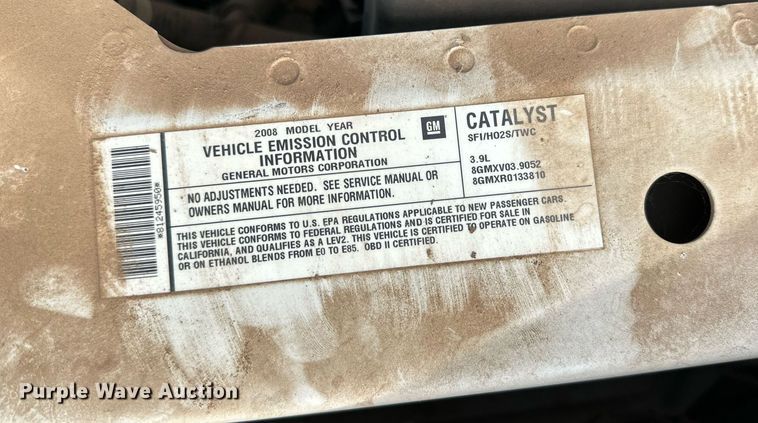 2008 MODEL YEAR
VEHICLE EMISSION CONTROL
INFORMATION
GENERAL MOTORS CORPORATION
GM
CATALYST
SFI/HO2S/TWC
NO ADJUSTMENTS NEEDED. SEE SERVICE MANUAL OR
OWNERS MANUAL FOR MORE INFORMATION.
3.9L
8GMXV03.9052
8GMXR0133810
THIS VEHICLE CONFORMS TO U.S. EPA REGULATIONS APPLICABLE TO NEW PASSENGER CARS.
THIS VEHICLE CONFORMS TO FEDERAL REGULATIONS AND IS CERTIFIED FOR SALE IN
CALIFORNIA, AND QUALIFIES AS A LEV2. THIS VEHICLE IS CERTIFIED TO OPERATE ON GASOLINE
OR ON ETHANOL BLENDS FROM E0 TO E85. OBD II CERTIFIED.
*81245950*
Purple Wave Auction